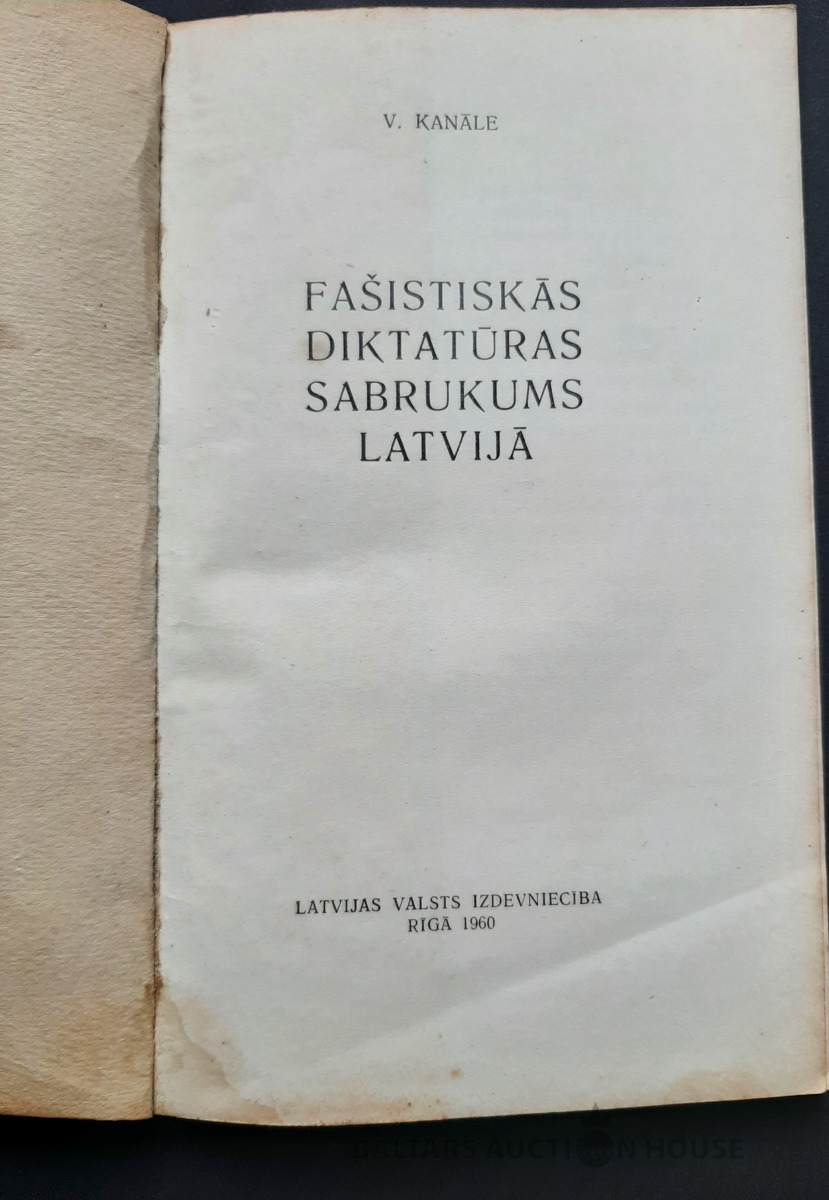 V. KANĀLE
FAŠISTISKĀS
DIKTATŪRAS
SABRUKUMS
LATVIJĀ
LATVIJAS VALSTS IZDEVNIECĪBA
RĪGĀ 1960
BALTARS AUCTION HOUSE